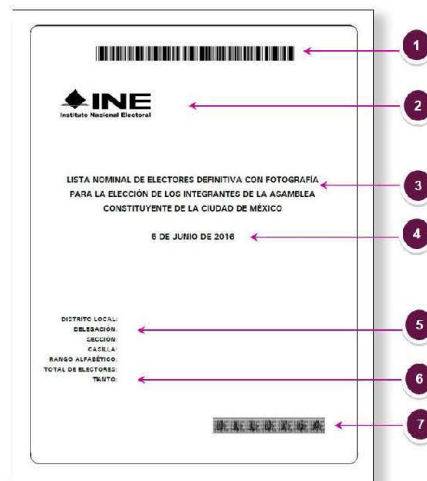 1
INE
Instituto Nacional Electoral
2
LISTA NOMINAL DE ELECTORES DEFINITIVA CON FOTOGRAFÍA
3
PARA LA ELECCIÓN DE LOS INTEGRANTES DE LA ASAMBLEA
CONSTITUYENTE DE LA CIUDAD DE MÉXICO
5 DE JUNIO DE 2016
4
DISTRITO LOCAL:
DELEGACIÓN:
5
SECCIÓN:
CASILLA:
RANGO ALFABÉTICO:
TOTAL DE ELECTORES:
TANTO:
6
7